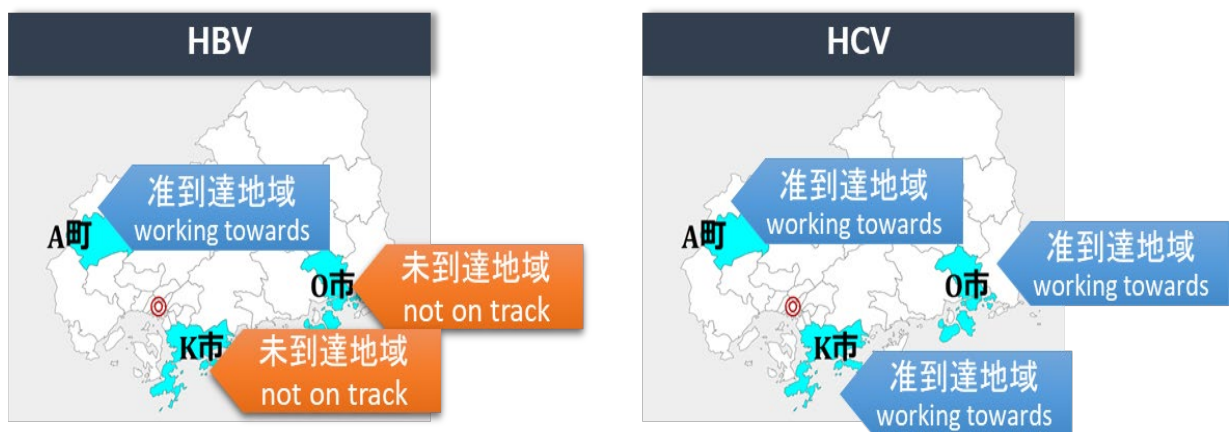 HBV
准到達地域
working towards
A町
O市
未到達地域
not on track
K市
未到達地域
not on track
HCV
准到達地域
working towards
A町
准到達地域
working towards
O市
K市
准到達地域
working towards